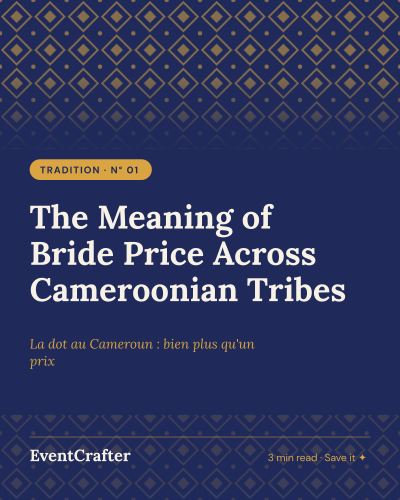 TRADITION · N° 01
The Meaning of
Bride Price Across
Cameroonian Tribes
La dot au Cameroun : bien plus qu'un
prix
EventCrafter
3 min read · Save it ✦